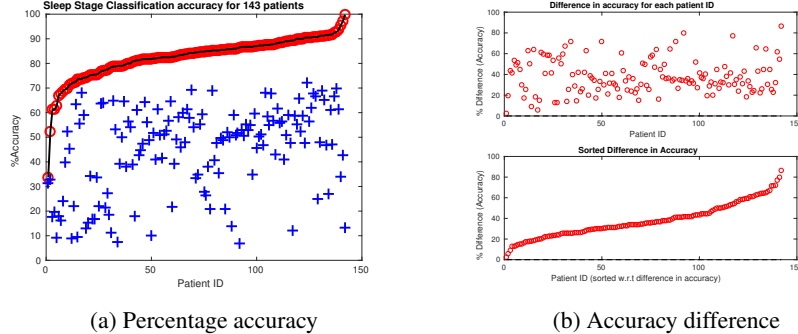 Sleep Stage Classification accuracy for 143 patients
100
90
80
70
60
50
40
30
20
10
0
%Accuracy
0 50 100 150
Patient ID
(a) Percentage accuracy
Difference in accuracy for each patient ID
100
80
60
40
20
0
% Difference (Accuracy)
0 50 100 150
Patient ID
Sorted Difference in Accuracy
100
80
60
40
20
0
% Difference (Accuracy)
0 50 100 150
Patient ID (sorted w.r.t difference in accuracy)
(b) Accuracy difference